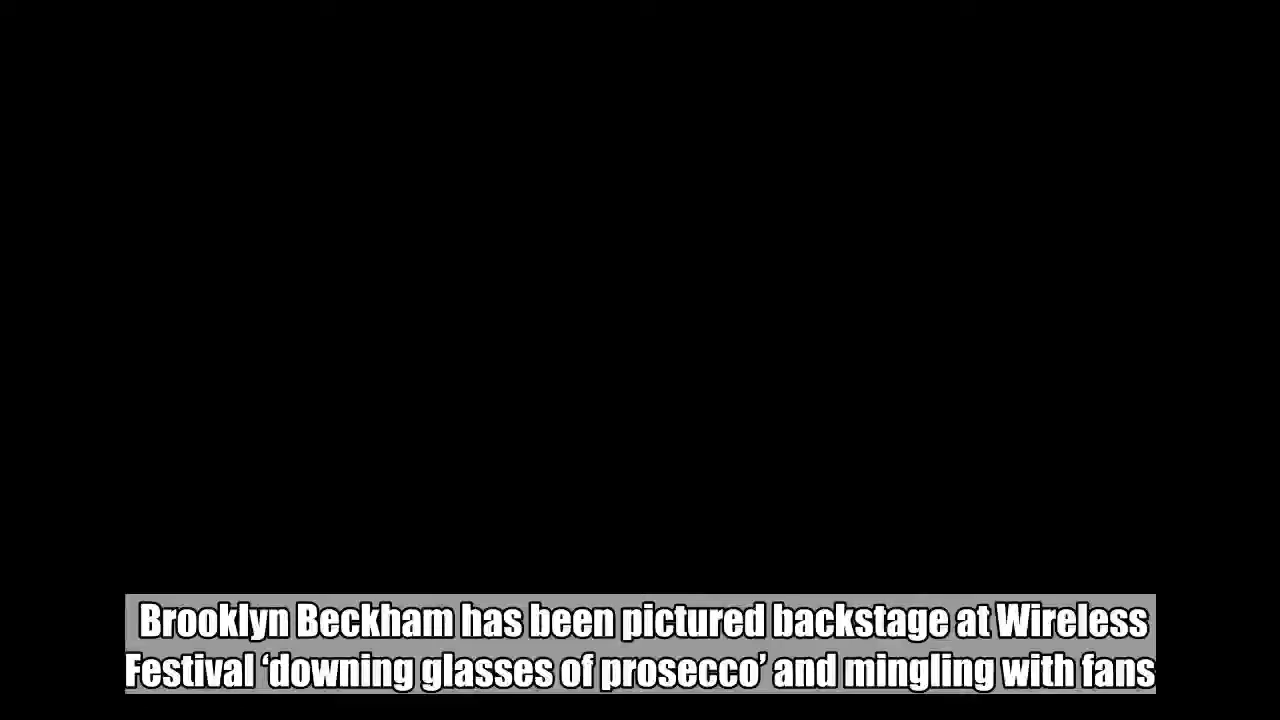 Brooklyn Beckham has been pictured backstage at Wireless
Festival ‘downing glasses of prosecco’ and mingling with fans